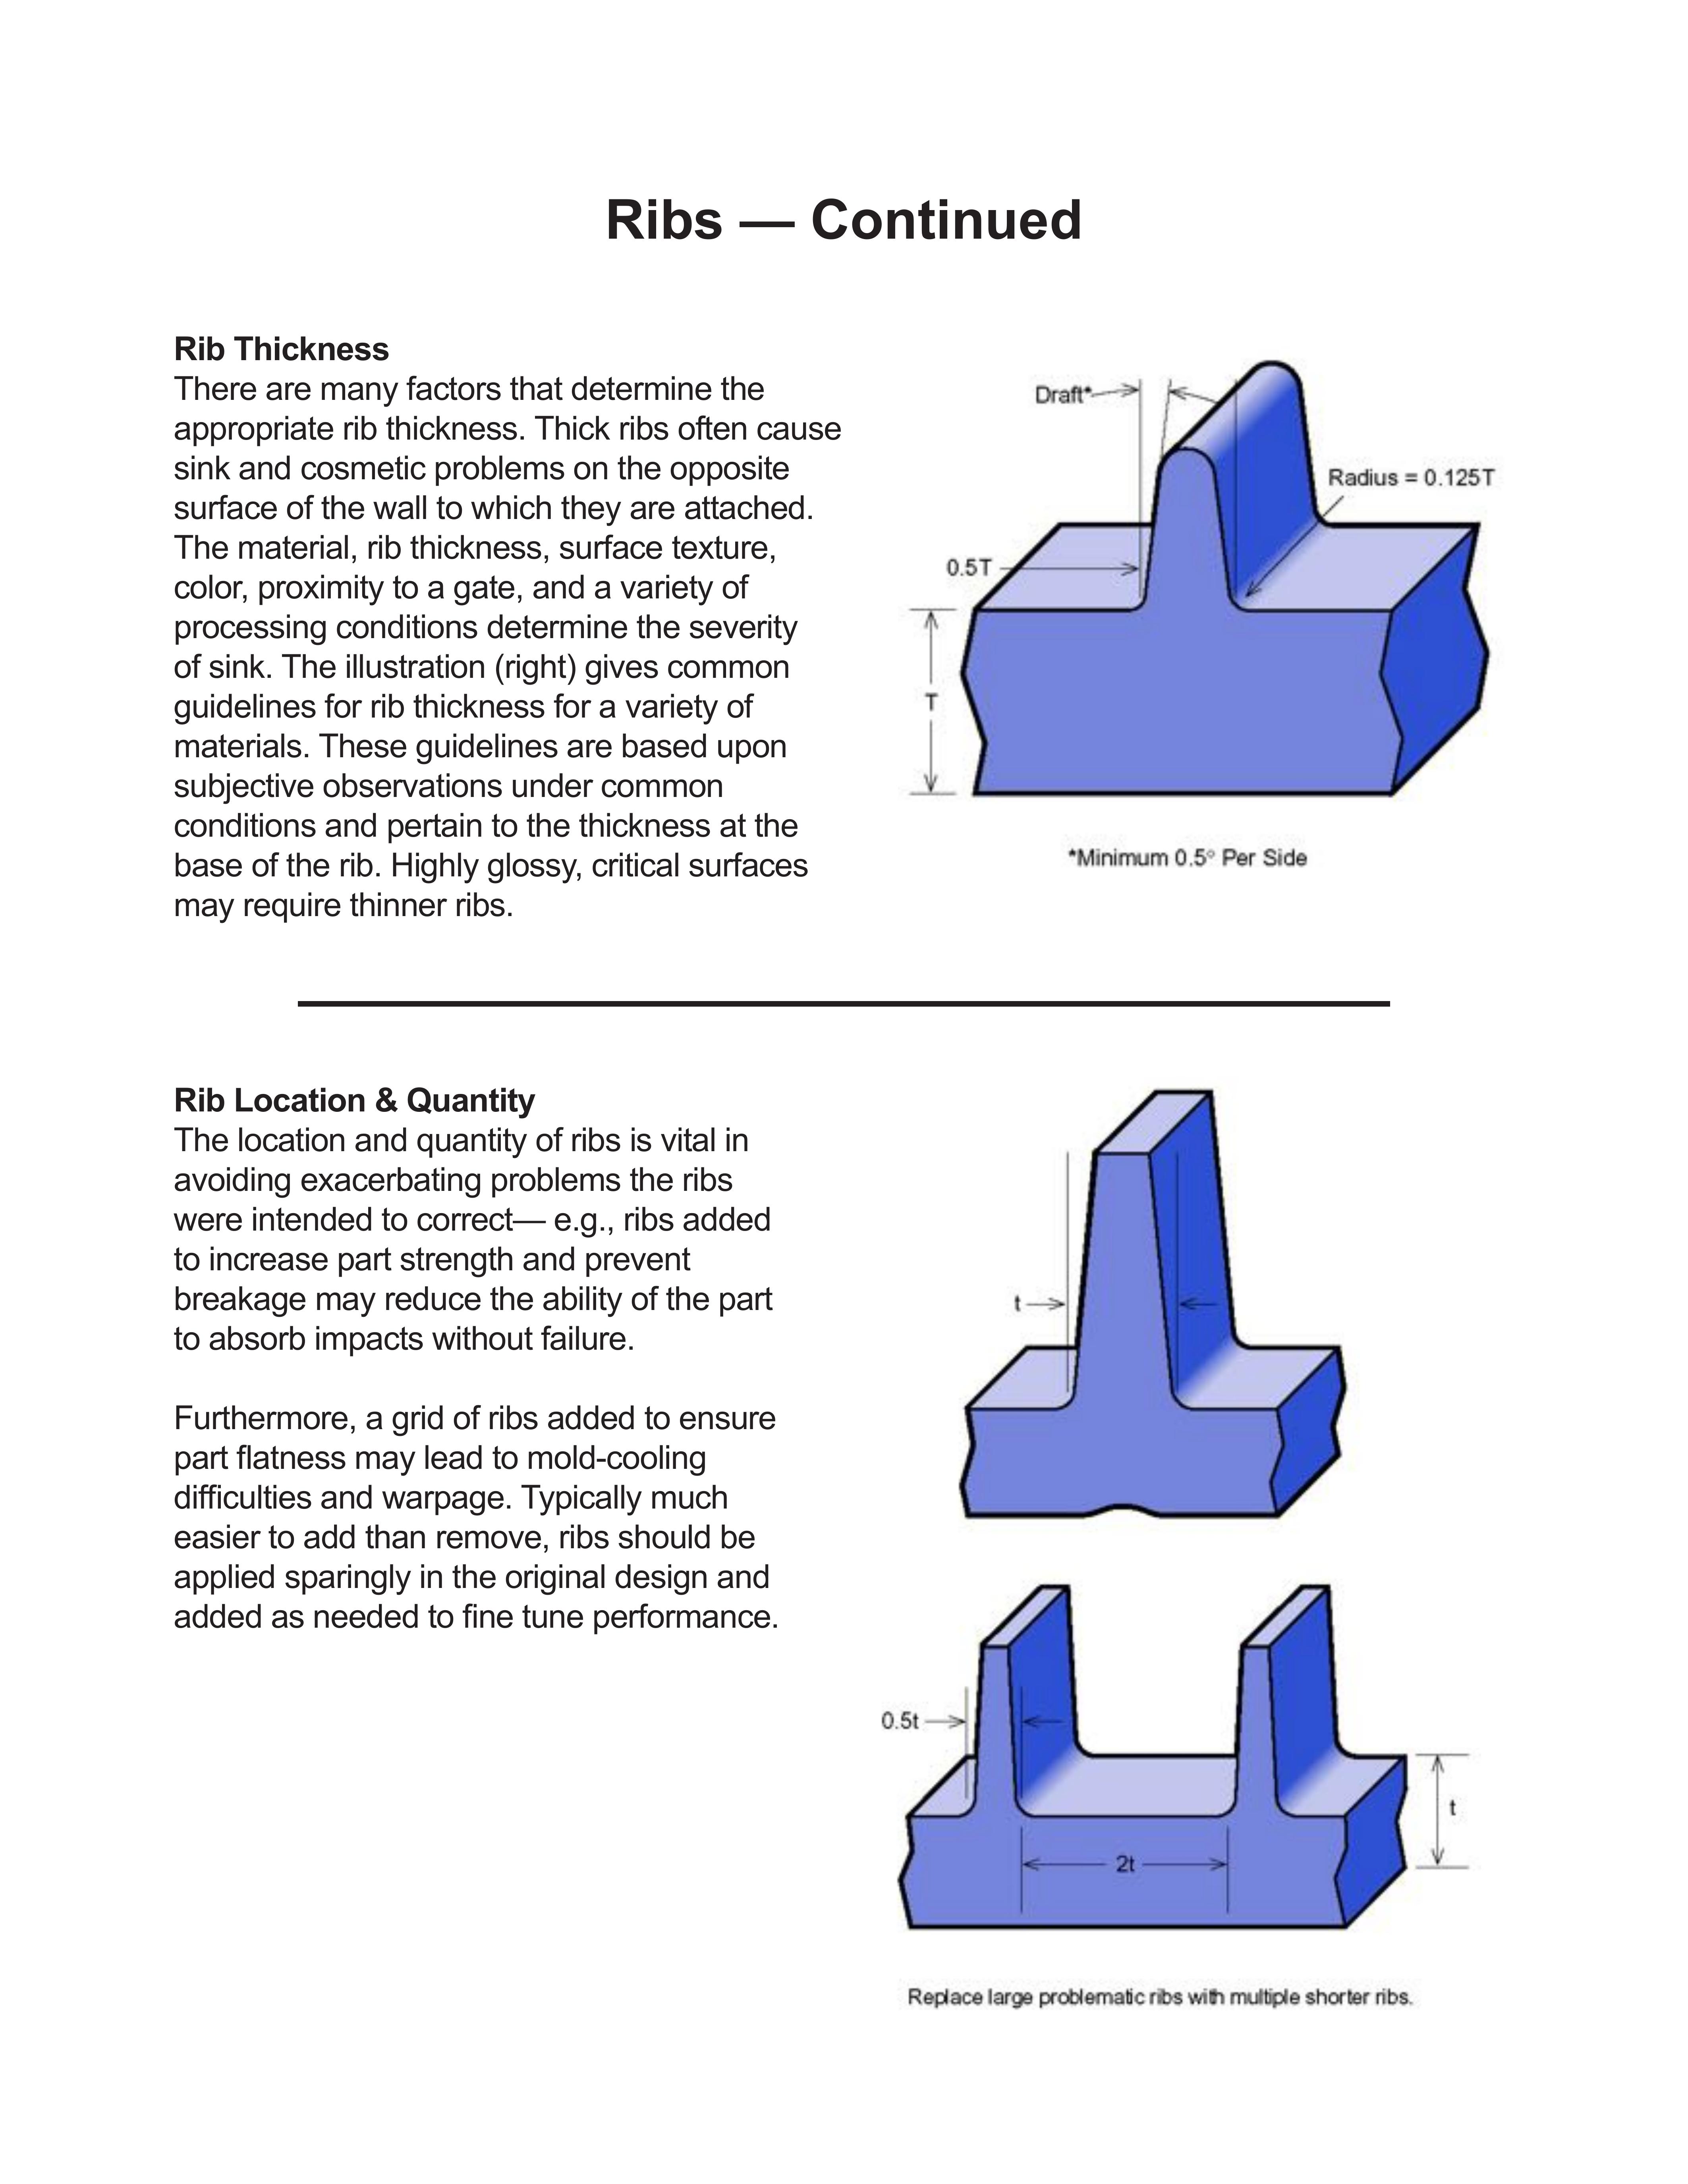 Ribs — Continued
Rib Thickness
There are many factors that determine the
appropriate rib thickness. Thick ribs often cause
sink and cosmetic problems on the opposite
surface of the wall to which they are attached.
The material, rib thickness, surface texture,
color, proximity to a gate, and a variety of
processing conditions determine the severity
of sink. The illustration (right) gives common
guidelines for rib thickness for a variety of
materials. These guidelines are based upon
subjective observations under common
conditions and pertain to the thickness at the
base of the rib. Highly glossy, critical surfaces
may require thinner ribs.
Draft*
Radius = 0.125T
0.5T
T
*Minimum 0.5° Per Side
Rib Location & Quantity
The location and quantity of ribs is vital in
avoiding exacerbating problems the ribs
were intended to correct— e.g., ribs added
to increase part strength and prevent
breakage may reduce the ability of the part
to absorb impacts without failure.
Furthermore, a grid of ribs added to ensure
part flatness may lead to mold-cooling
difficulties and warpage. Typically much
easier to add than remove, ribs should be
applied sparingly in the original design and
added as needed to fine tune performance.
t
0.5t
t
2t
Replace large problematic ribs with multiple shorter ribs.